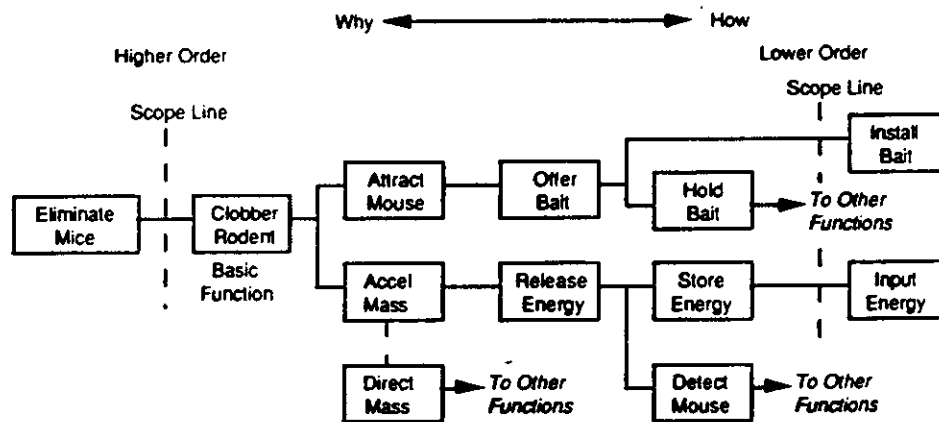 Why
How
Higher Order
Lower Order
Scope Line
Scope Line
Install
Bait
Attract
Mouse
Offer
Bait
Hold
Bait
To Other
Functions
Eliminate
Mice
Clobber
Rodent
Basic
Function
Accel
Mass
Release
Energy
Store
Energy
Input
Energy
Direct
Mass
To Other
Functions
Detect
Mouse
To Other
Functions